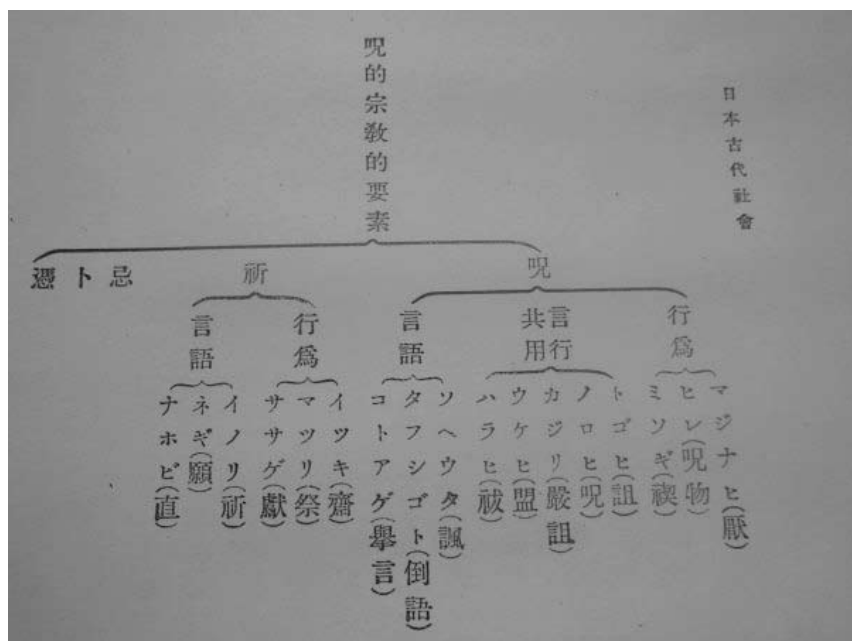 日本古代社會
呪的宗敎的要素
呪
行爲
マジナヒ(厭)
ヒレ(呪物)
ミソギ(禊)
言行共用
トゴヒ(詛)
ノロヒ(呪)
カジリ(嚴詛)
ウケヒ(盟)
ハラヒ(祓)
言語
ソヘウタ(諷)
タフシゴト(倒語)
コトアゲ(擧言)
祈
行爲
イツキ(齋)
マツリ(祭)
ササゲ(獻)
言語
イノリ(祈)
ネギ(願)
ナホビ(直)
忌
卜
憑